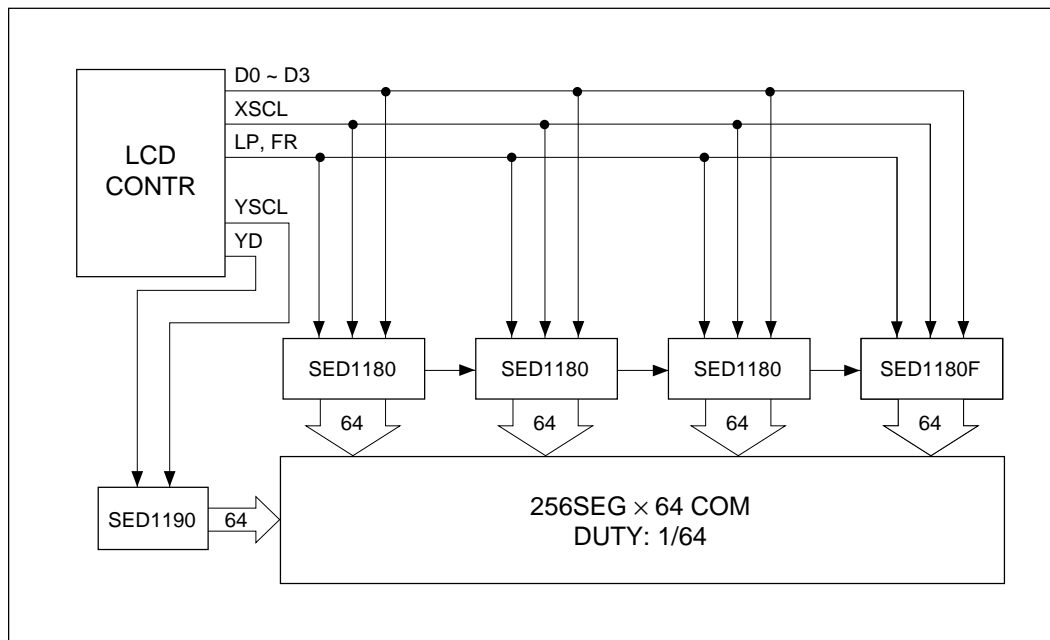 D0 ~ D3
XSCL
LP, FR
LCD
CONTR
YSCL
YD
SED1180
SED1180
SED1180
SED1180F
64
64
64
64
SED1190
64
256SEG × 64 COM
DUTY: 1/64